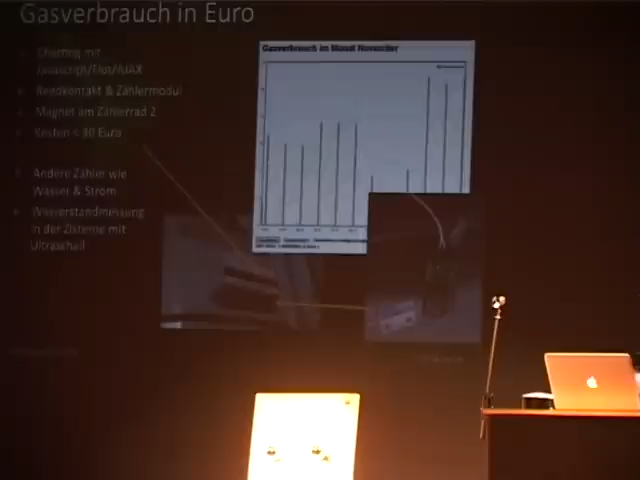 Gasverbrauch in Euro
Charting mit
Javascript/Flot/AJAX
Reedkontakt & Zählermodul
Magnet am Zählerrad 2
Kosten < 30 Euro
Andere Zähler wie
Wasser & Strom
Wasserstandmessung
in der Zisterne mit
Ultraschall
Gasverbrauch im Monat November